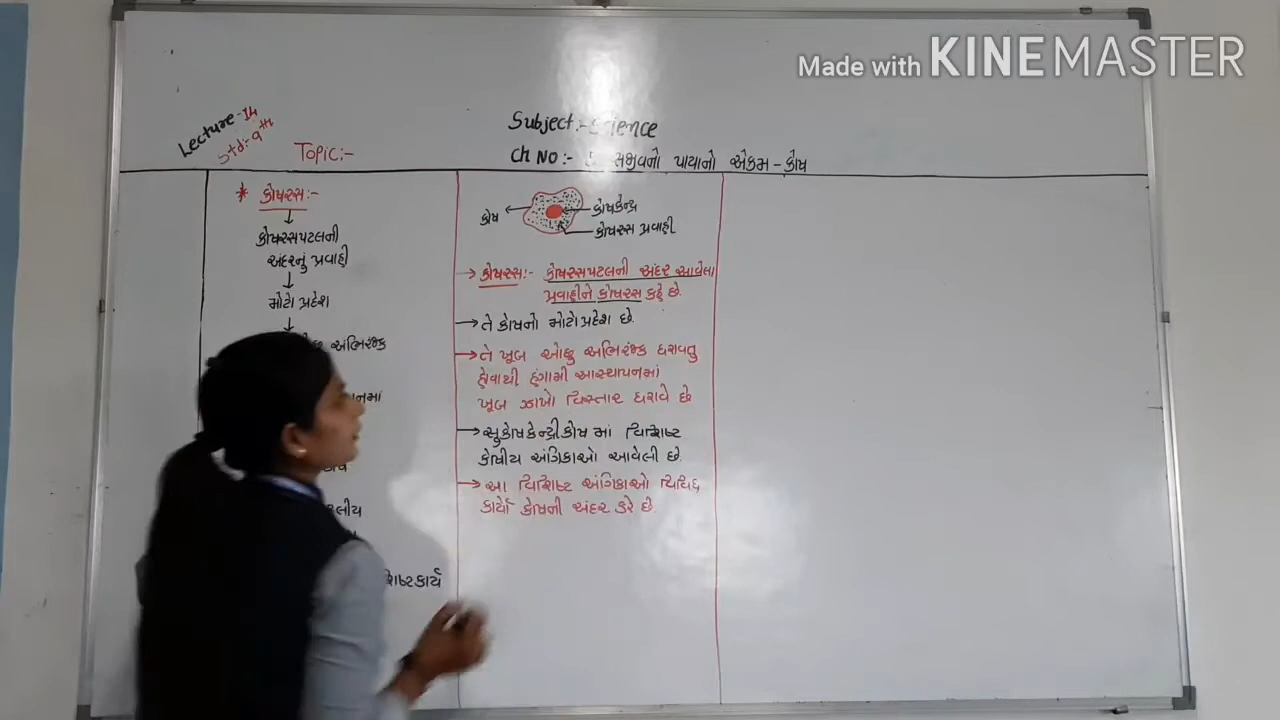 Made with KINEMASTER
Lecture-14
Std:-9th
Topic:-
Subject:- Science
Ch No:- 5 સજીવનો પાયાનો એકમ - કોષ
* કોષરસ:-
કોષરસપટલની
અંદરનું પ્રવાહી
મોટો પ્રદેશ
અભિરંજક
વિશિષ્ટકાર્ય
કોષ
કોષકેન્દ્ર
કોષરસ પ્રવાહી
→ કોષરસ:- કોષરસપટલની અંદર આવેલા
પ્રવાહીને કોષરસ કહે છે.
→ તે કોષનો મોટો પ્રદેશ છે.
→ તે ખૂબ ઓછુ અભિરંજક ધરાવતુ
હોવાથી હંગામી આસ્થાપનમાં
ખૂબ ઝાખો વિસ્તાર ધરાવે છે
→ સુકોષકેન્દ્રીકોષ માં વિશિષ્ટ
કોષીય અંગિકાઓ આવેલી છે.
→ આ વિશિષ્ટ અંગિકાઓ વિવિધ
કાર્યો કોષની અંદર કરે છે.